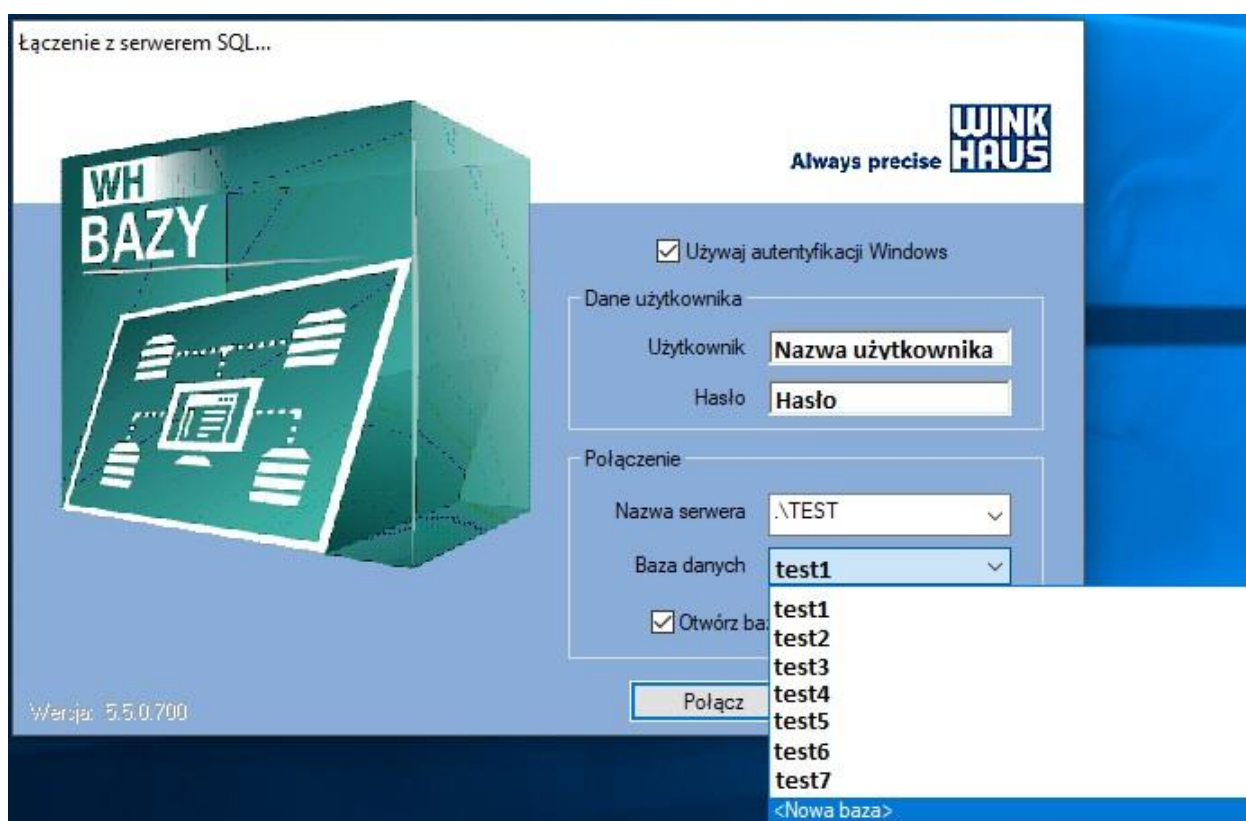 Łączenie z serwerem SQL...
WINK
HAUS
Always precise
WH
BAZY
Używaj autentyfikacji Windows
Dane użytkownika
Użytkownik Nazwa użytkownika
Hasło Hasło
Połączenie
Nazwa serwera .\TEST
Baza danych test1
Otwórz
test1
test2
test3
test4
test5
test6
test7
<Nowa baza>
Połącz
Wersja: 5.5.0.700